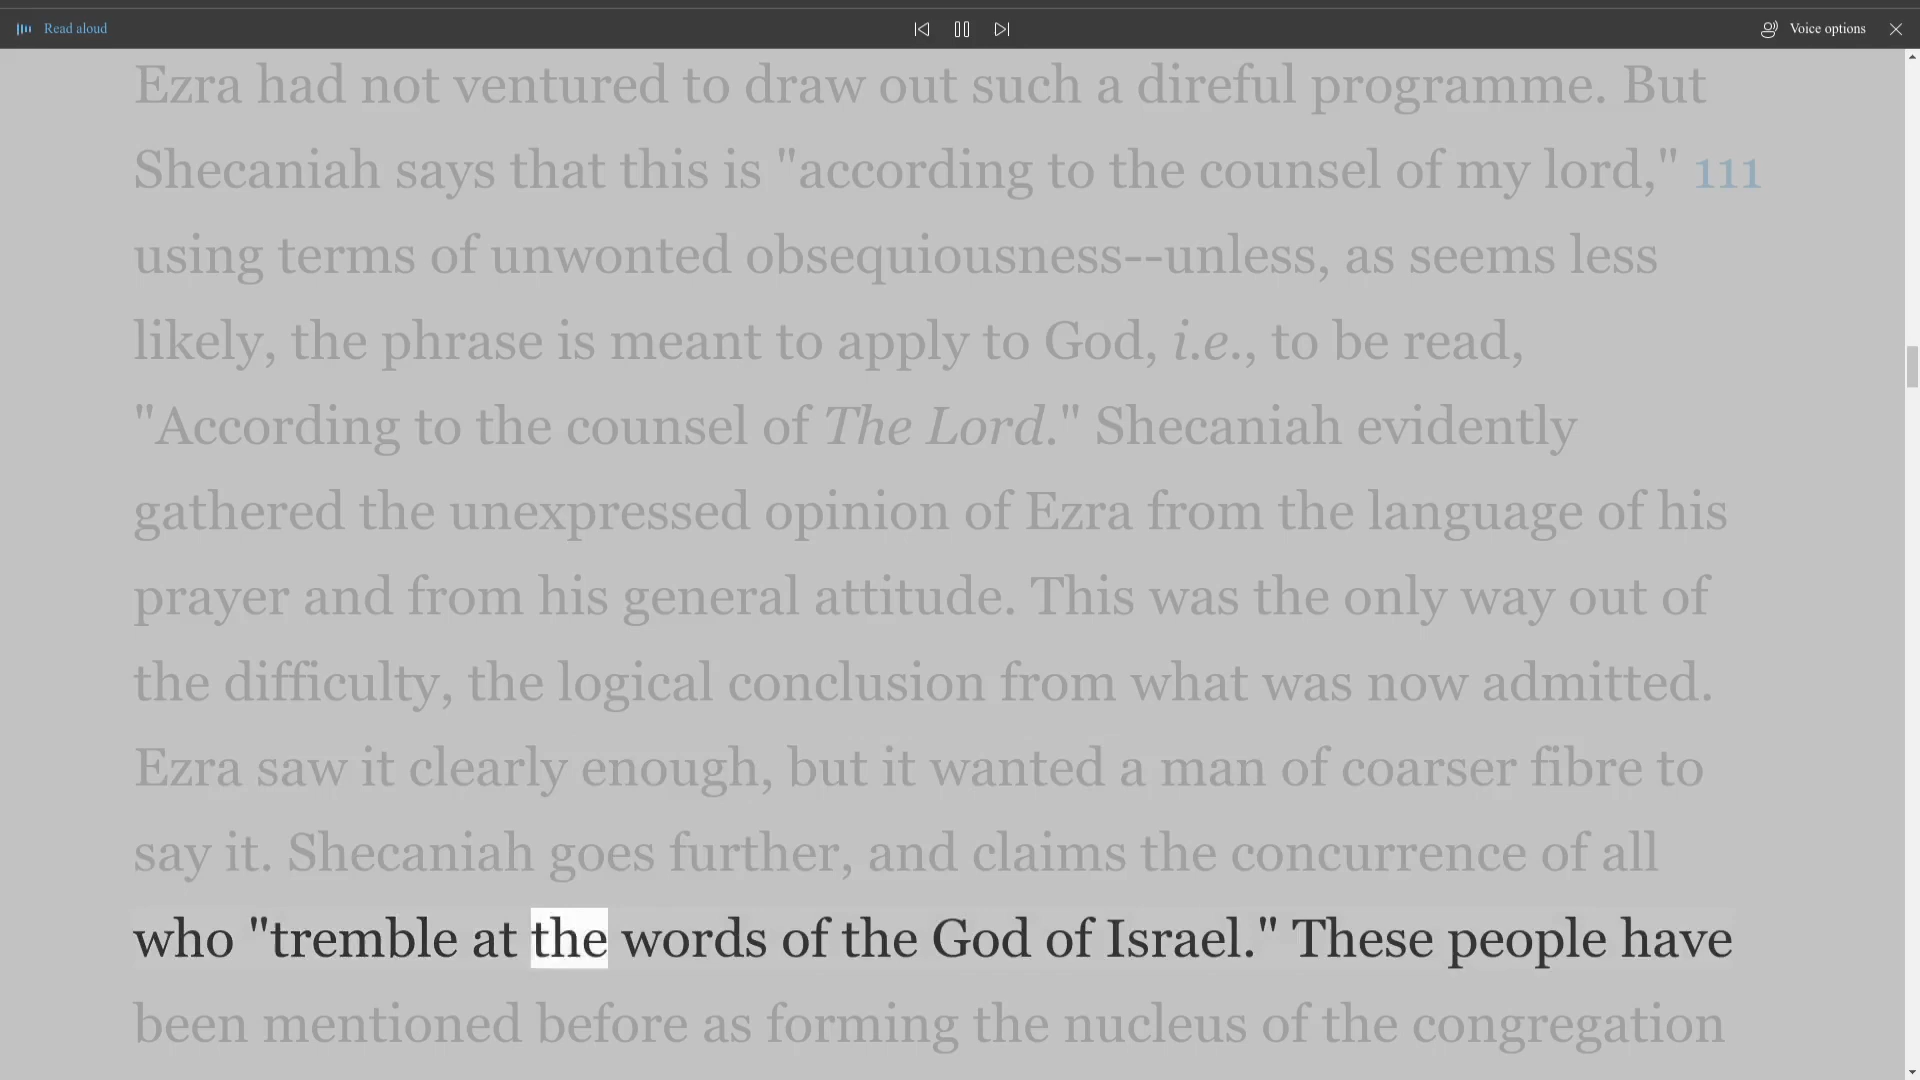 Read aloud
Voice options
Ezra had not ventured to draw out such a direful programme. But
Shecaniah says that this is "according to the counsel of my lord," 111
using terms of unwonted obsequiousness--unless, as seems less
likely, the phrase is meant to apply to God, i.e., to be read,
"According to the counsel of The Lord." Shecaniah evidently
gathered the unexpressed opinion of Ezra from the language of his
prayer and from his general attitude. This was the only way out of
the difficulty, the logical conclusion from what was now admitted.
Ezra saw it clearly enough, but it wanted a man of coarser fibre to
say it. Shecaniah goes further, and claims the concurrence of all
who "tremble at the words of the God of Israel." These people have
been mentioned before as forming the nucleus of the congregation